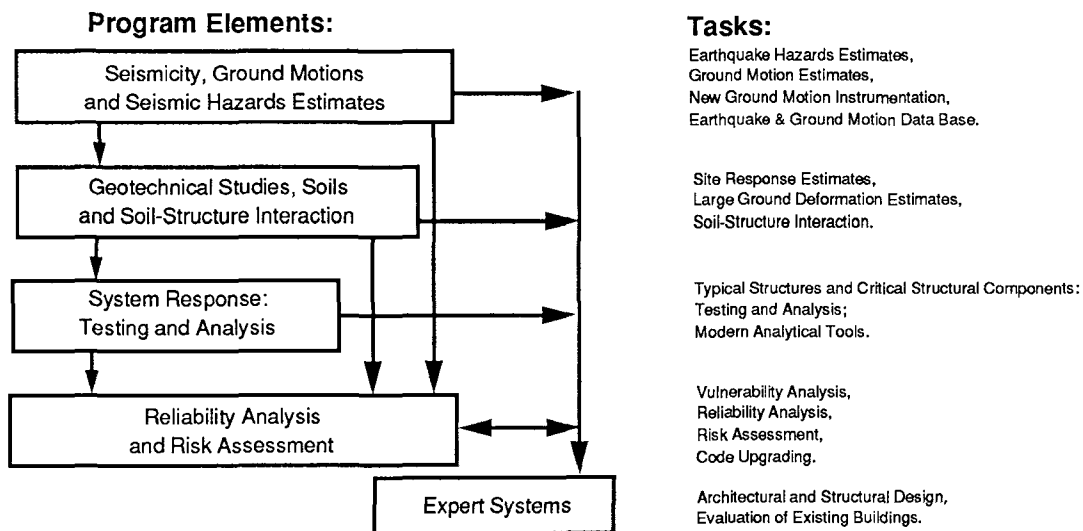 Program Elements:
Seismicity, Ground Motions
and Seismic Hazards Estimates
Geotechnical Studies, Soils
and Soil-Structure Interaction
System Response:
Testing and Analysis
Reliability Analysis
and Risk Assessment
Expert Systems
Tasks:
Earthquake Hazards Estimates,
Ground Motion Estimates,
New Ground Motion Instrumentation,
Earthquake & Ground Motion Data Base.
Site Response Estimates,
Large Ground Deformation Estimates,
Soil-Structure Interaction.
Typical Structures and Critical Structural Components:
Testing and Analysis;
Modern Analytical Tools.
Vulnerability Analysis,
Reliability Analysis,
Risk Assessment,
Code Upgrading.
Architectural and Structural Design,
Evaluation of Existing Buildings.